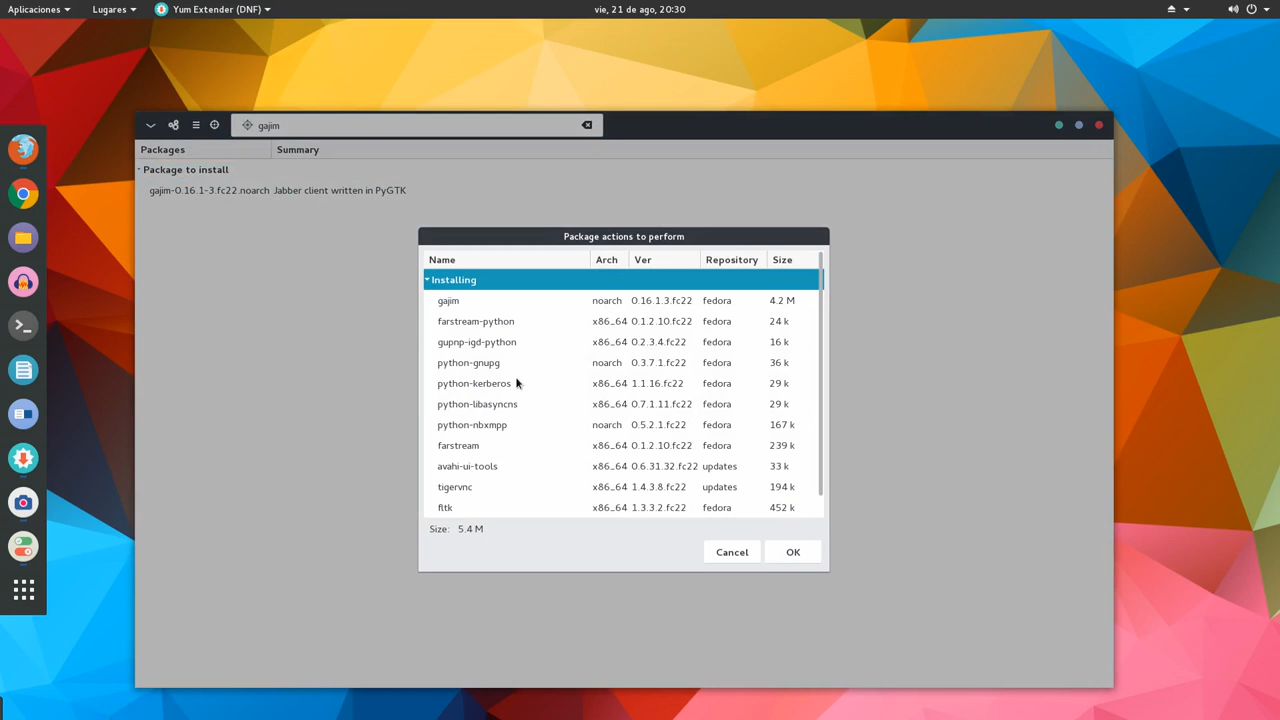 Aplicaciones Lugares Yum Extender (DNF) vie, 21 de ago, 20:30
gajim
Packages Summary
Package to install
gajim-0.16.1-3.fc22.noarch Jabber client written in PyGTK
Package actions to perform
Name Arch Ver Repository Size
Installing
gajim noarch 0.16.1.3.fc22 fedora 4.2 M
farstream-python x86_64 0.1.2.10.fc22 fedora 24 k
gupnp-igd-python x86_64 0.2.3.4.fc22 fedora 16 k
python-gnupg noarch 0.3.7.1.fc22 fedora 36 k
python-kerberos x86_64 1.1.16.fc22 fedora 29 k
python-libasyncns x86_64 0.7.1.11.fc22 fedora 29 k
python-nbxmpp noarch 0.5.2.1.fc22 fedora 167 k
farstream x86_64 0.1.2.10.fc22 fedora 239 k
avahi-ui-tools x86_64 0.6.31.32.fc22 updates 33 k
tigervnc x86_64 1.4.3.8.fc22 updates 194 k
fltk x86_64 1.3.3.2.fc22 fedora 452 k
Size: 5.4 M
Cancel OK